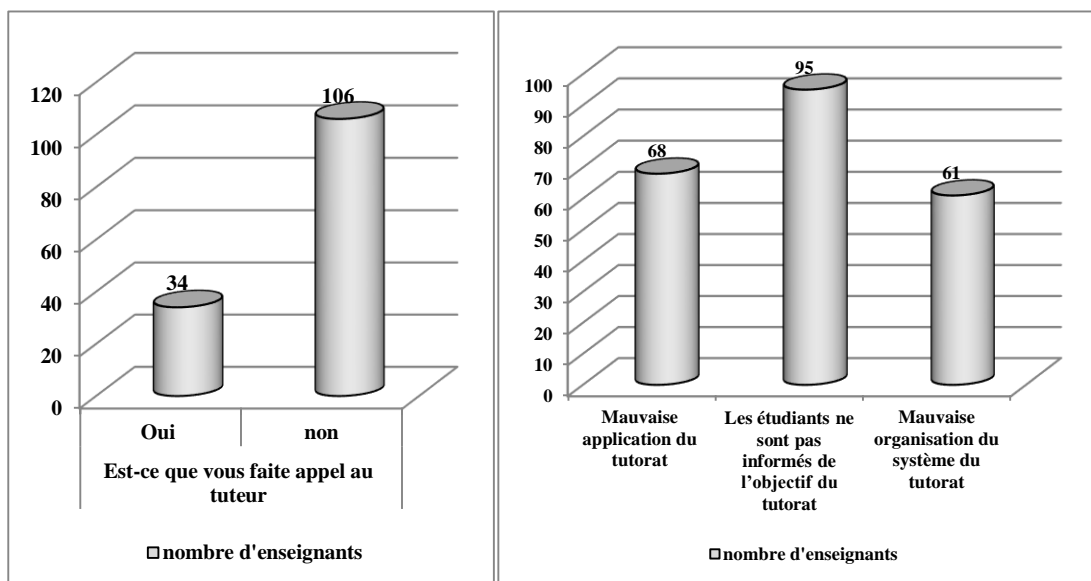 120
100
80
60
40
20
0
34
106
Oui
non
Est-ce que vous faite appel au
tuteur
nombre d'enseignants
100
90
80
70
60
50
40
30
20
10
0
68
95
61
Mauvaise
application du
tutorat
Les étudiants ne
sont pas
informés de
l’objectif du
tutorat
Mauvaise
organisation du
système du
tutorat
nombre d'enseignants